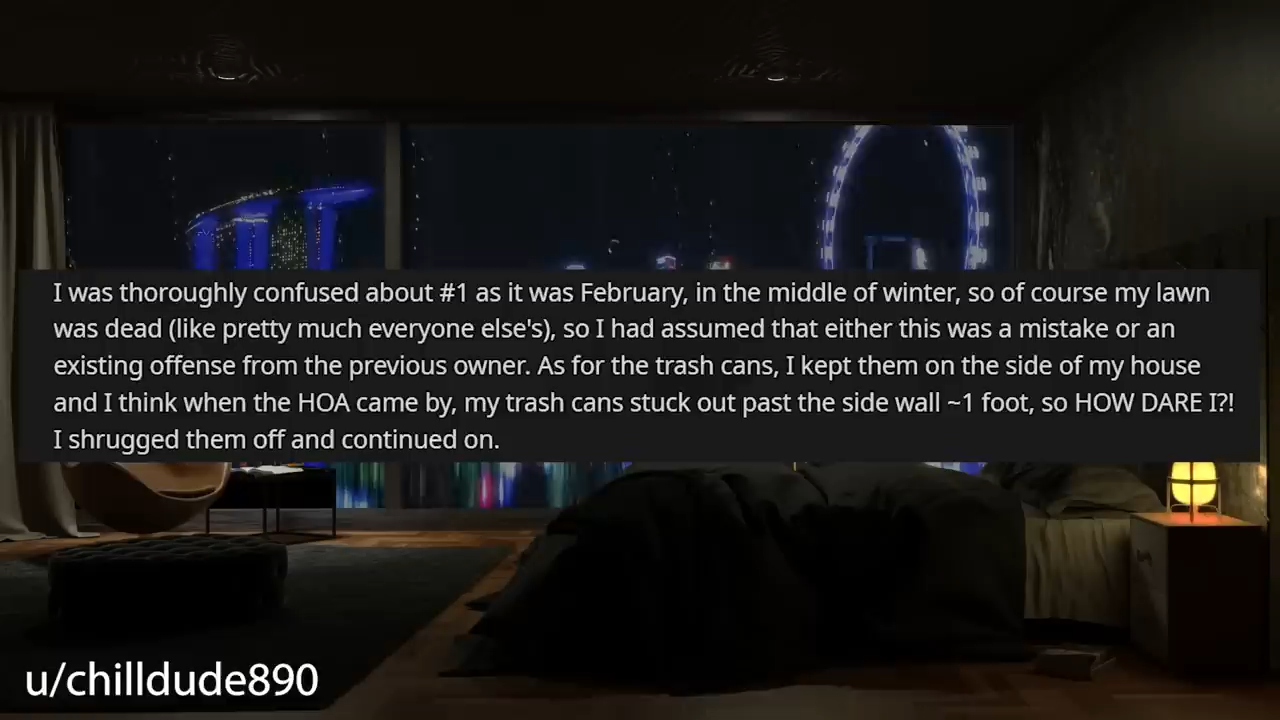 I was thoroughly confused about #1 as it was February, in the middle of winter, so of course my lawn
was dead (like pretty much everyone else's), so I had assumed that either this was a mistake or an
existing offense from the previous owner. As for the trash cans, I kept them on the side of my house
and I think when the HOA came by, my trash cans stuck out past the side wall ~1 foot, so HOW DARE I?!
I shrugged them off and continued on.
u/chilldude890